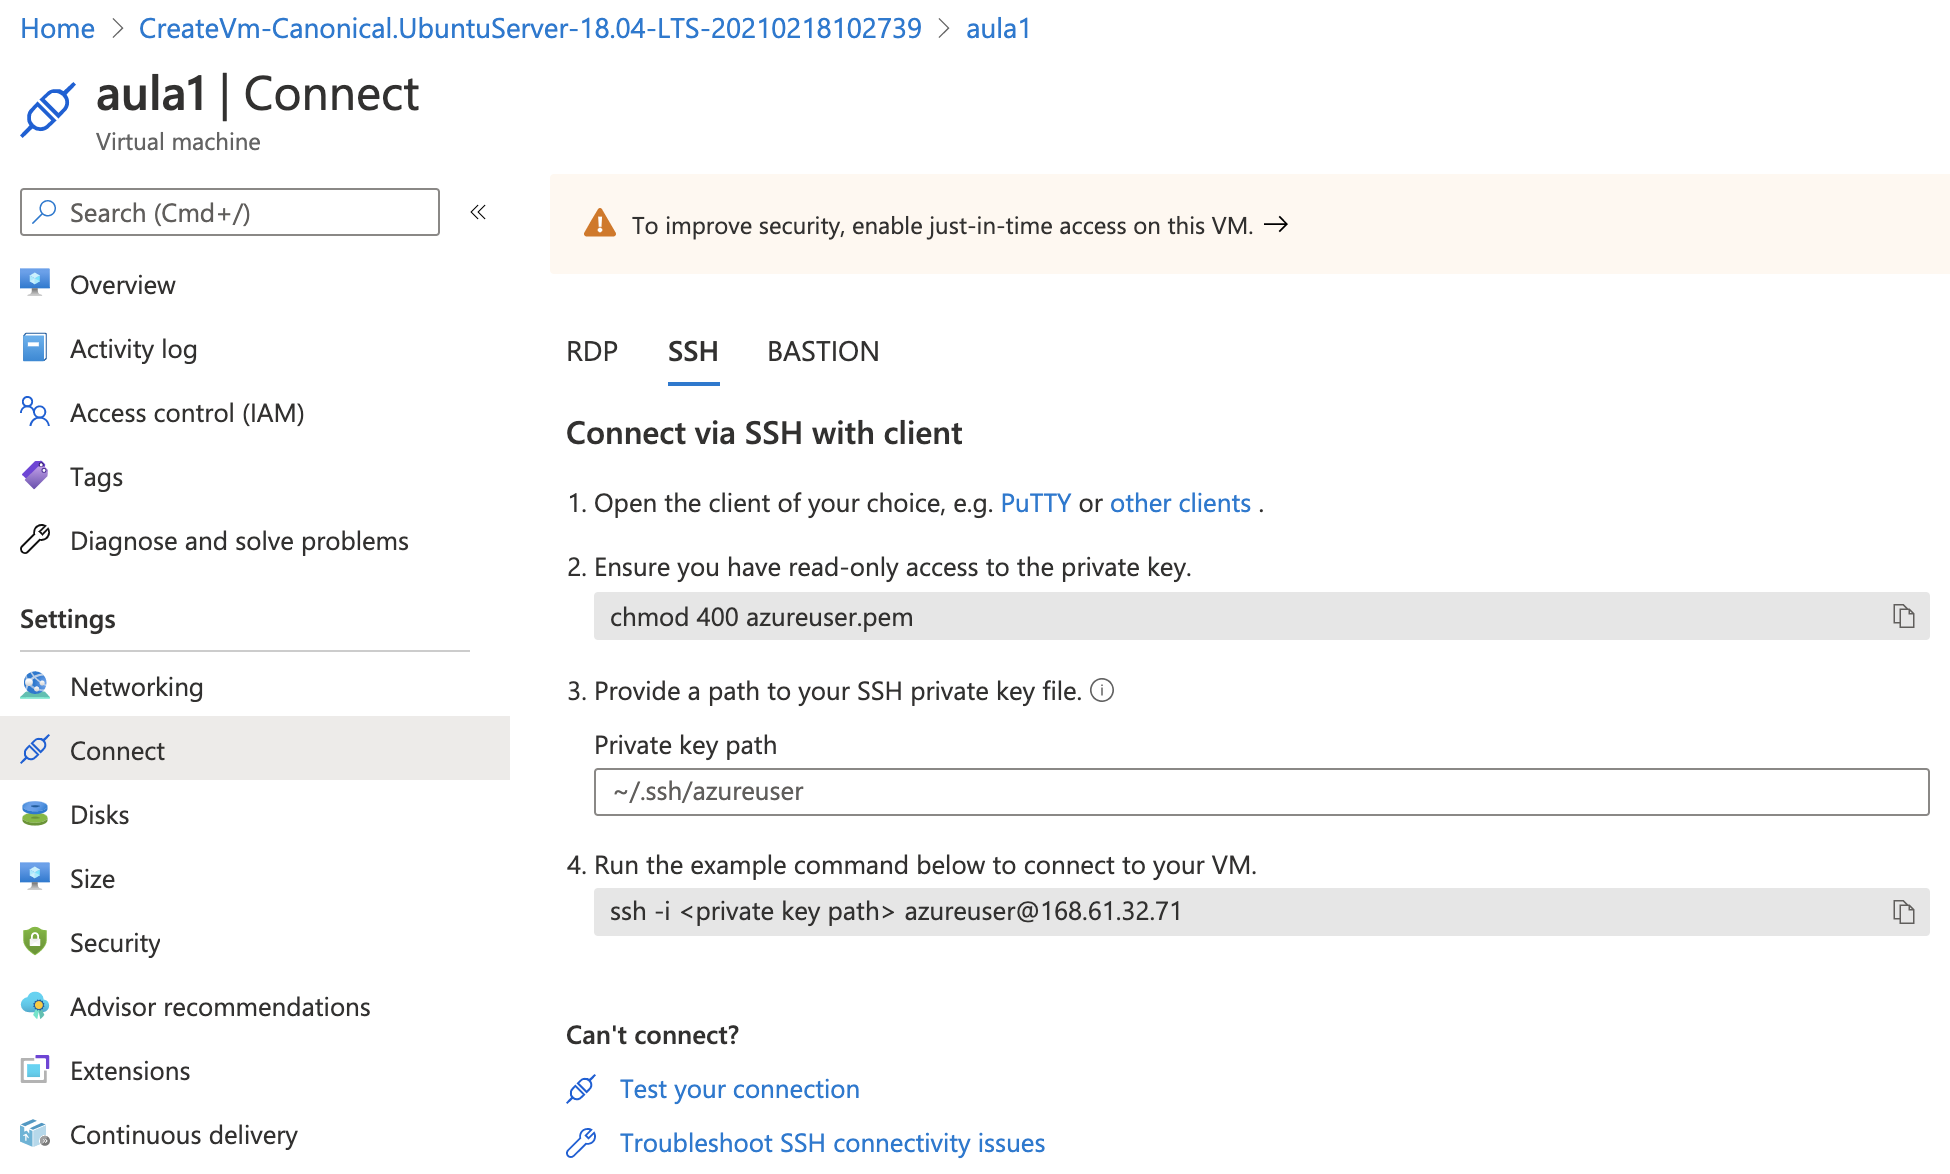 Home > CreateVm-Canonical.UbuntuServer-18.04-LTS-20210218102739 > aula1
aula1 | Connect
Virtual machine
Search (Cmd+/)
«
Overview
Activity log
Access control (IAM)
Tags
Diagnose and solve problems
Settings
Networking
Connect
Disks
Size
Security
Advisor recommendations
Extensions
Continuous delivery
To improve security, enable just-in-time access on this VM. →
RDP SSH BASTION
Connect via SSH with client
1. Open the client of your choice, e.g. PuTTY or other clients .
2. Ensure you have read-only access to the private key.
chmod 400 azureuser.pem
3. Provide a path to your SSH private key file.
Private key path
~/.ssh/azureuser
4. Run the example command below to connect to your VM.
ssh -i <private key path> azureuser@168.61.32.71
Can't connect?
Test your connection
Troubleshoot SSH connectivity issues